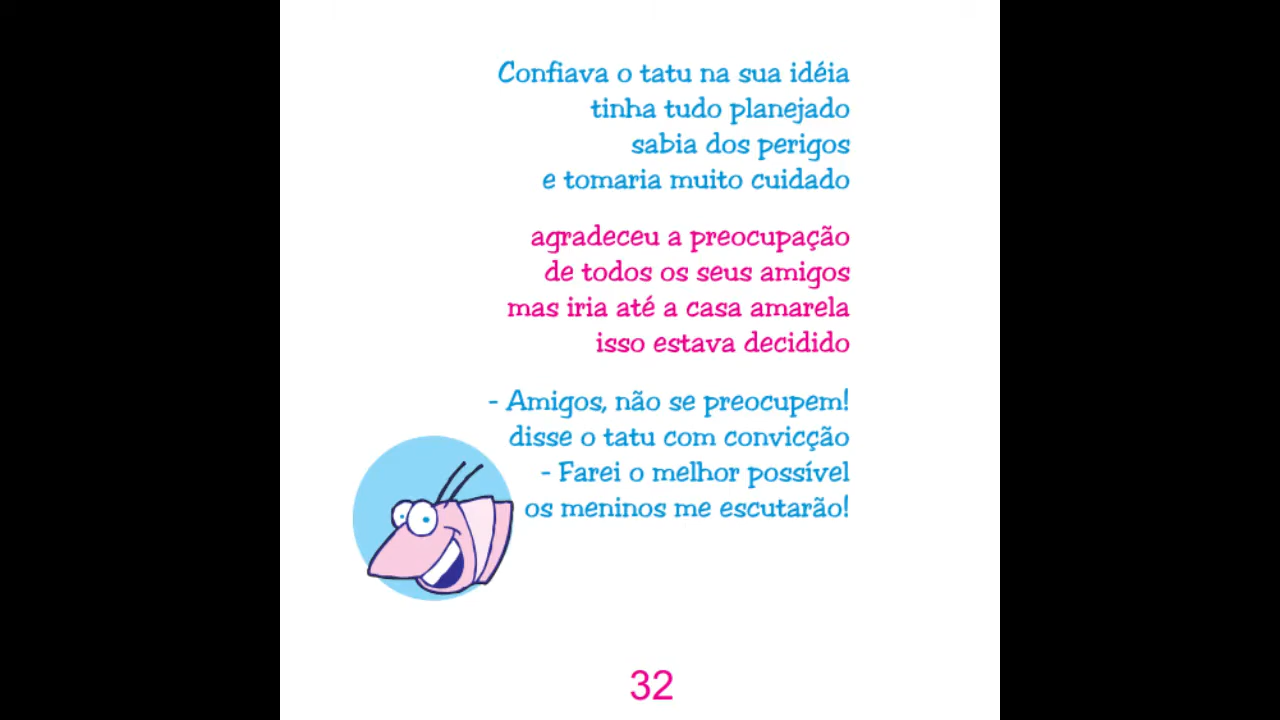 Confiava o tatu na sua idéia
tinha tudo planejado
sabia dos perigos
e tomaria muito cuidado
agradeceu a preocupação
de todos os seus amigos
mas iria até a casa amarela
isso estava decidido
- Amigos, não se preocupem!
disse o tatu com convicção
- Farei o melhor possível
os meninos me escutarão!
32